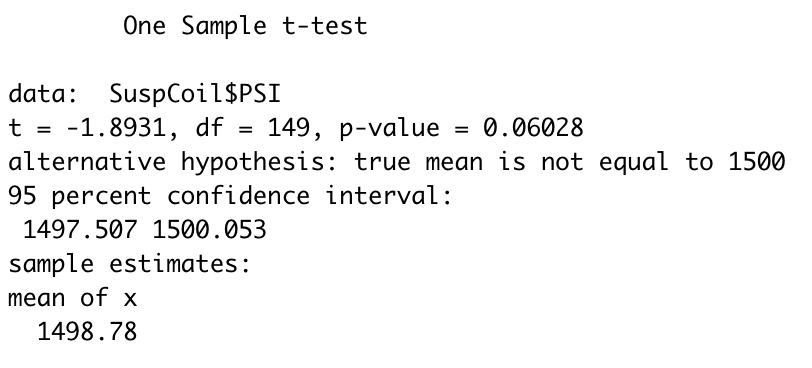 One Sample t-test
data:  SuspCoil$PSI
t = -1.8931, df = 149, p-value = 0.06028
alternative hypothesis: true mean is not equal to 1500
95 percent confidence interval:
1497.507 1500.053
sample estimates:
mean of x
1498.78